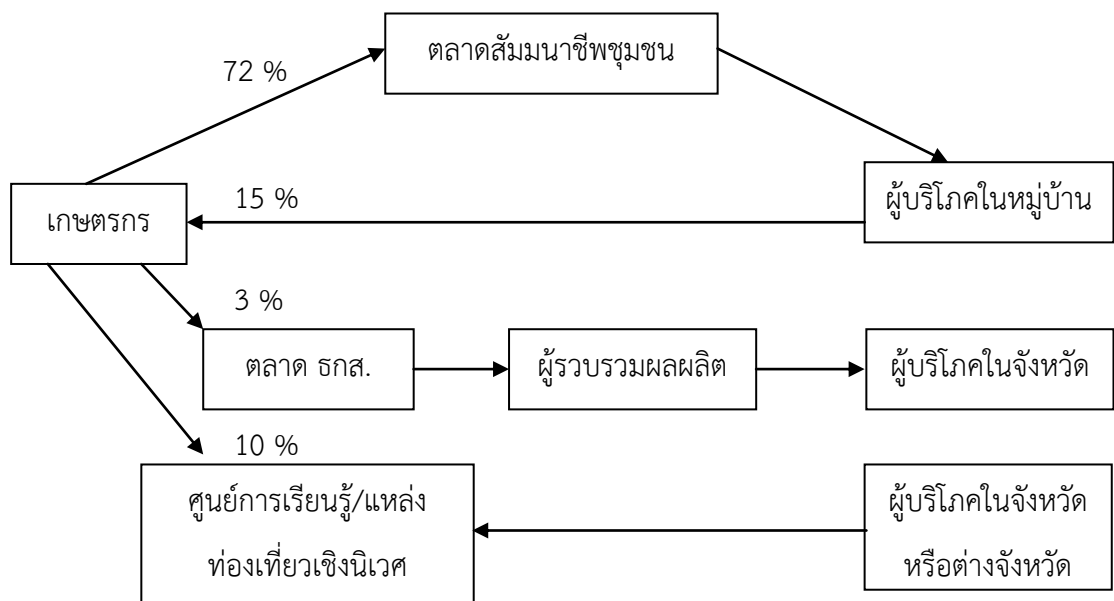 ตลาดสัมมนาชีพชุมชน
72 %
เกษตรกร
15 %
ผู้บริโภคในหมู่บ้าน
3 %
ตลาด ธกส.
ผู้รวบรวมผลผลิต
ผู้บริโภคในจังหวัด
10 %
ศูนย์การเรียนรู้/แหล่ง
ท่องเที่ยวเชิงนิเวศ
ผู้บริโภคในจังหวัด
หรือต่างจังหวัด